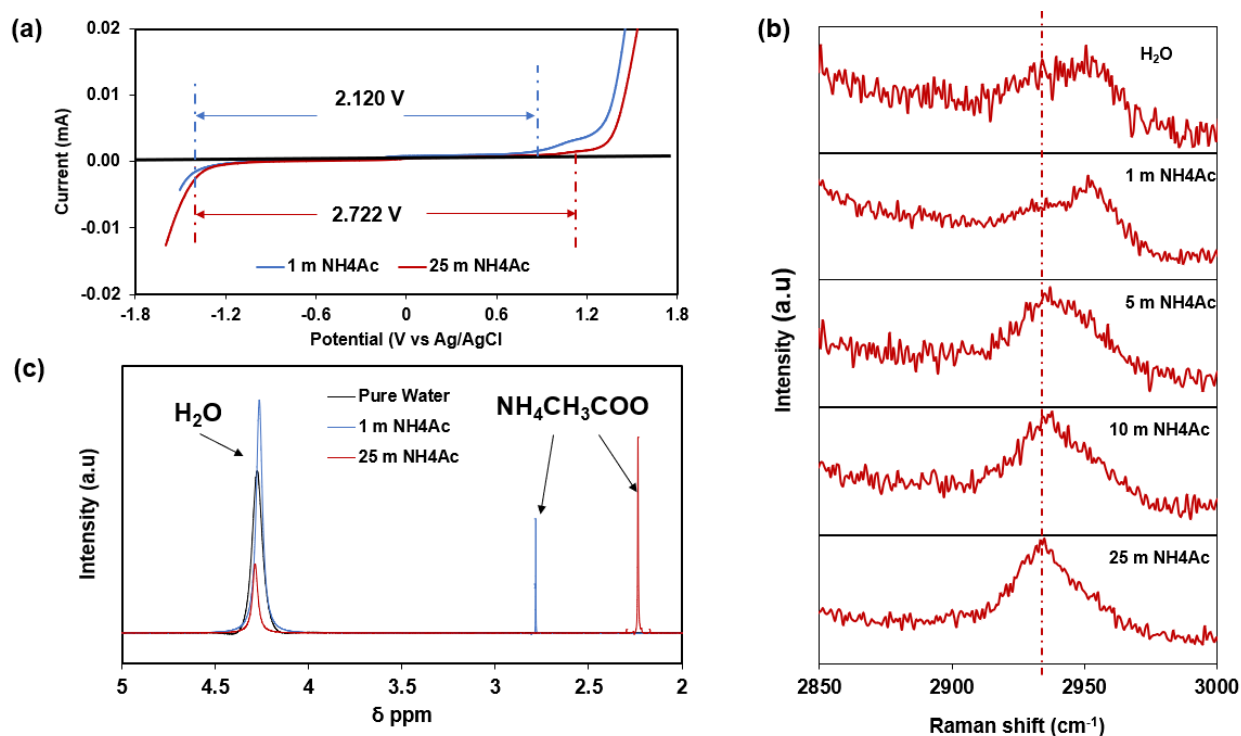 (a)
0.02
0.01
0.00
-0.01
-0.02
Current (mA)
2.120 V
2.722 V
1 m NH4Ac
25 m NH4Ac
-1.8
-1.2
-0.6
0
0.6
1.2
1.8
Potential (V vs Ag/AgCl
(b)
H₂O
1 m NH4Ac
5 m NH4Ac
10 m NH4Ac
25 m NH4Ac
Intensity (a.u)
2850
2900
2950
3000
Raman shift (cm⁻¹)
(c)
H₂O
Pure Water
1 m NH4Ac
25 m NH4Ac
NH₄CH₃COO
Intensity (a.u)
5
4.5
4
3.5
3
2.5
2
δ ppm